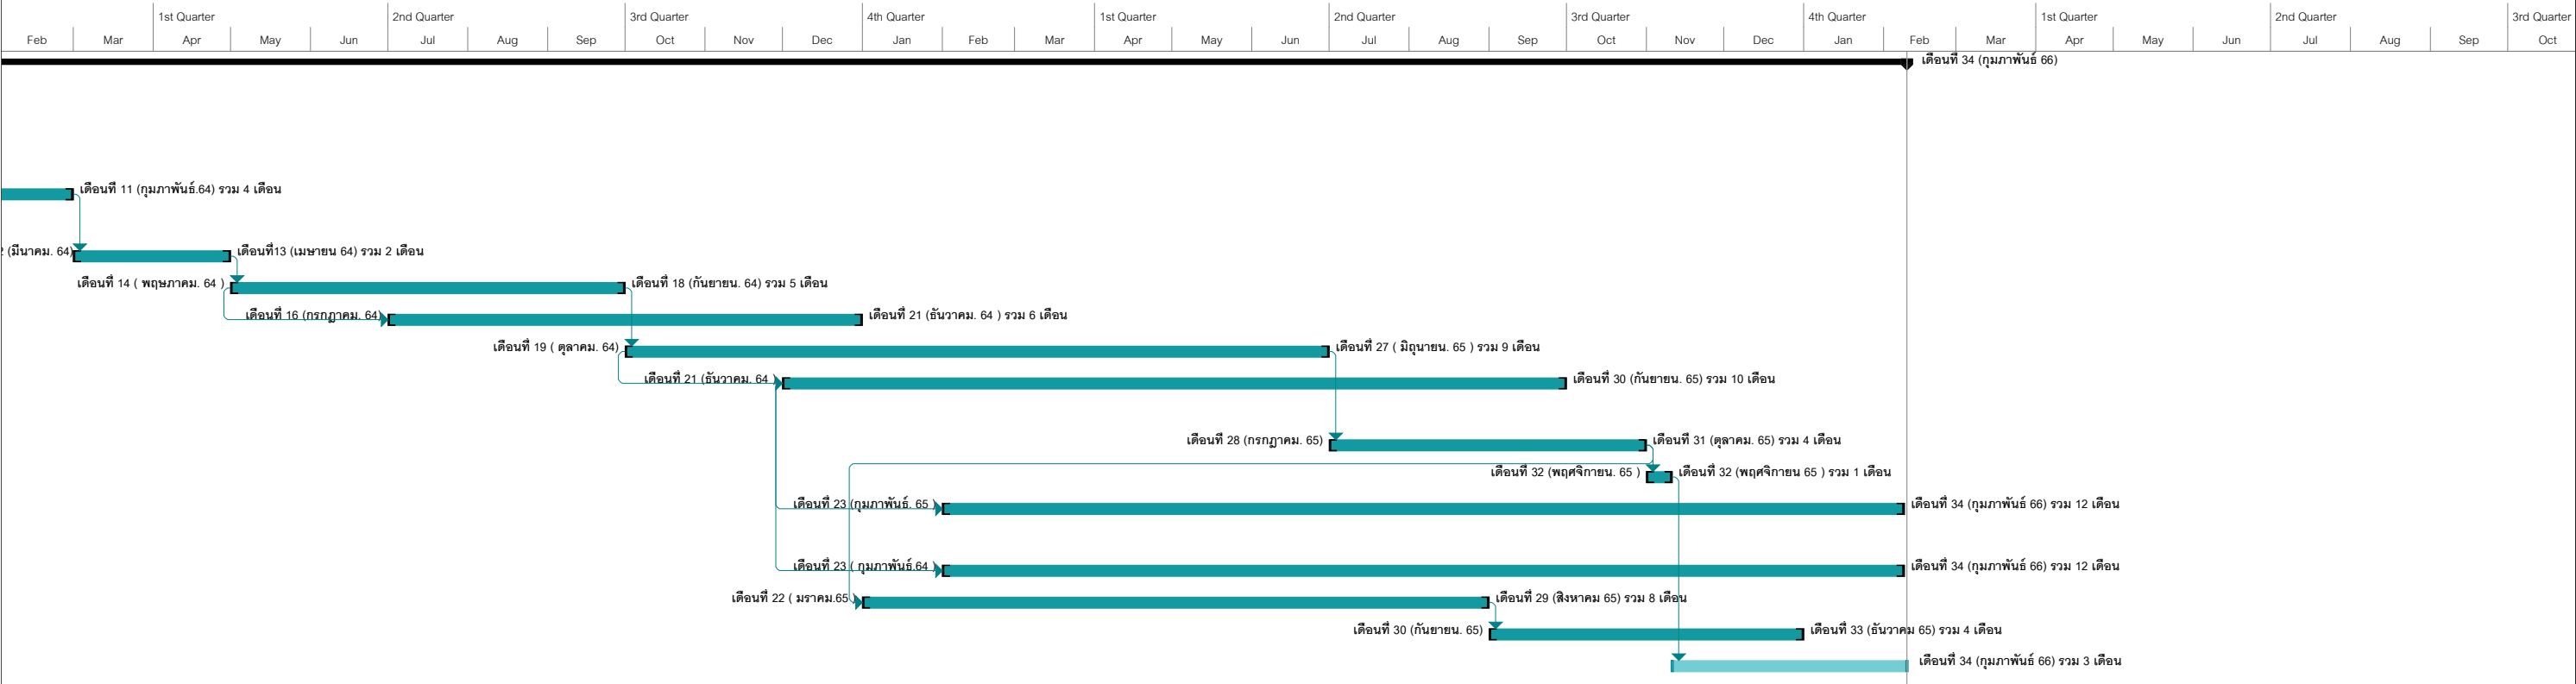 1st Quarter 2nd Quarter 3rd Quarter 4th Quarter 1st Quarter 2nd Quarter 3rd Quarter 4th Quarter 1st Quarter 2nd Quarter 3rd Quarter
Feb Mar Apr May Jun Jul Aug Sep Oct Nov Dec Jan Feb Mar Apr May Jun Jul Aug Sep Oct Nov Dec Jan Feb Mar Apr May Jun Jul Aug Sep Oct
เดือนที่ 34 (กุมภาพันธ์ 66)
เดือนที่ 11 (กุมภาพันธ์.64) รวม 4 เดือน
(มีนาคม. 64) เดือนที่13 (เมษายน 64) รวม 2 เดือน
เดือนที่ 14 ( พฤษภาคม. 64 ) เดือนที่ 18 (กันยายน. 64) รวม 5 เดือน
เดือนที่ 16 (กรกฎาคม. 64) เดือนที่ 21 (ธันวาคม. 64 ) รวม 6 เดือน
เดือนที่ 19 ( ตุลาคม. 64) เดือนที่ 27 ( มิถุนายน. 65 ) รวม 9 เดือน
เดือนที่ 21 (ธันวาคม. 64 ) เดือนที่ 30 (กันยายน. 65) รวม 10 เดือน
เดือนที่ 28 (กรกฎาคม. 65) เดือนที่ 31 (ตุลาคม. 65) รวม 4 เดือน
เดือนที่ 32 (พฤศจิกายน. 65 ) เดือนที่ 32 (พฤศจิกายน 65 ) รวม 1 เดือน
เดือนที่ 23 (กุมภาพันธ์. 65 ) เดือนที่ 34 (กุมภาพันธ์ 66) รวม 12 เดือน
เดือนที่ 23 ( กุมภาพันธ์.64 ) เดือนที่ 34 (กุมภาพันธ์ 66) รวม 12 เดือน
เดือนที่ 22 ( มราคม.65 ) เดือนที่ 29 (สิงหาคม 65) รวม 8 เดือน
เดือนที่ 30 (กันยายน. 65) เดือนที่ 33 (ธันวาคม 65) รวม 4 เดือน
เดือนที่ 34 (กุมภาพันธ์ 66) รวม 3 เดือน